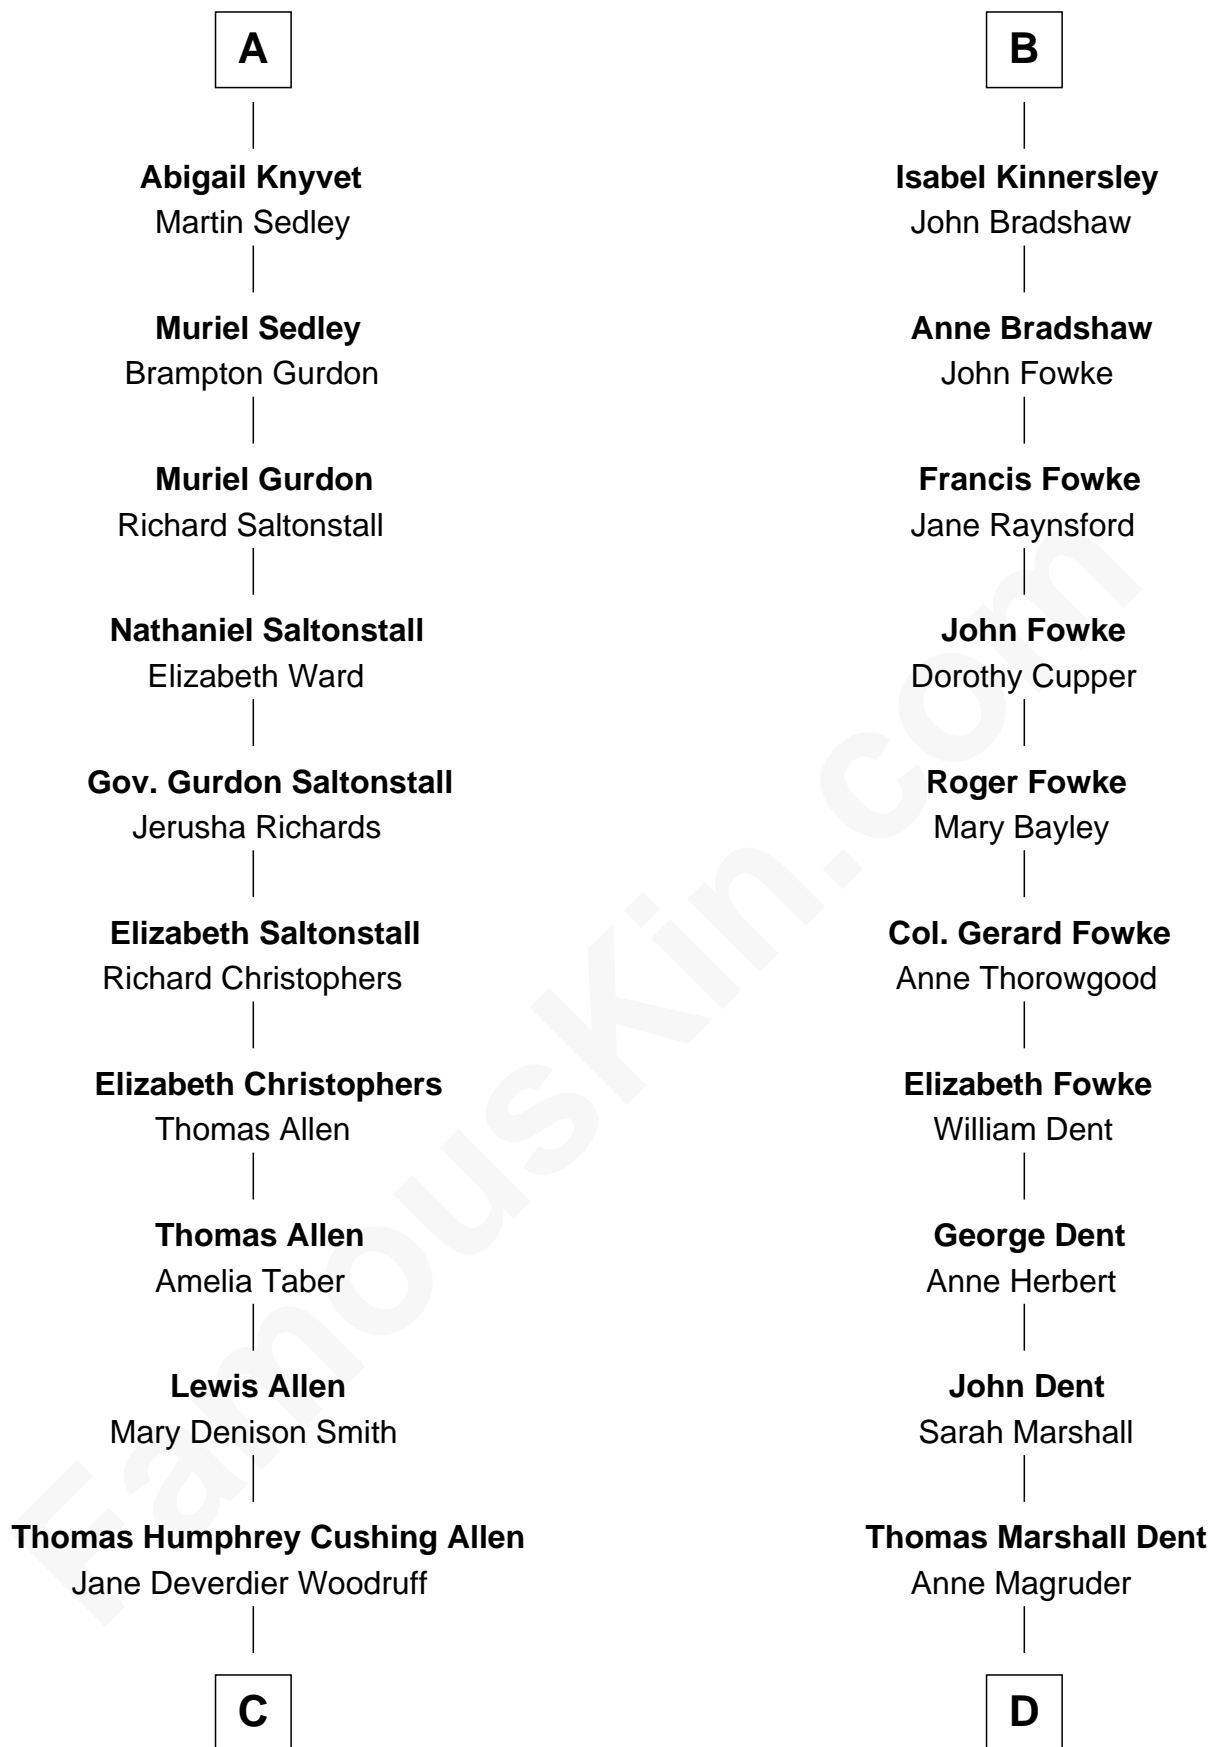 A
Abigail Knyvet
Martin Sedley
Muriel Sedley
Brampton Gurdon
Muriel Gurdon
Richard Saltonstall
Nathaniel Saltonstall
Elizabeth Ward
Gov. Gurdon Saltonstall
Jerusha Richards
Elizabeth Saltonstall
Richard Christophers
Elizabeth Christophers
Thomas Allen
Thomas Allen
Amelia Taber
Lewis Allen
Mary Denison Smith
Thomas Humphrey Cushing Allen
Jane Deverdier Woodruff
C
B
Isabel Kinnersley
John Bradshaw
Anne Bradshaw
John Fowke
Francis Fowke
Jane Raynsford
John Fowke
Dorothy Cupper
Roger Fowke
Mary Bayley
Col. Gerard Fowke
Anne Thorowgood
Elizabeth Fowke
William Dent
George Dent
Anne Herbert
John Dent
Sarah Marshall
Thomas Marshall Dent
Anne Magruder
D
FamousKin.com